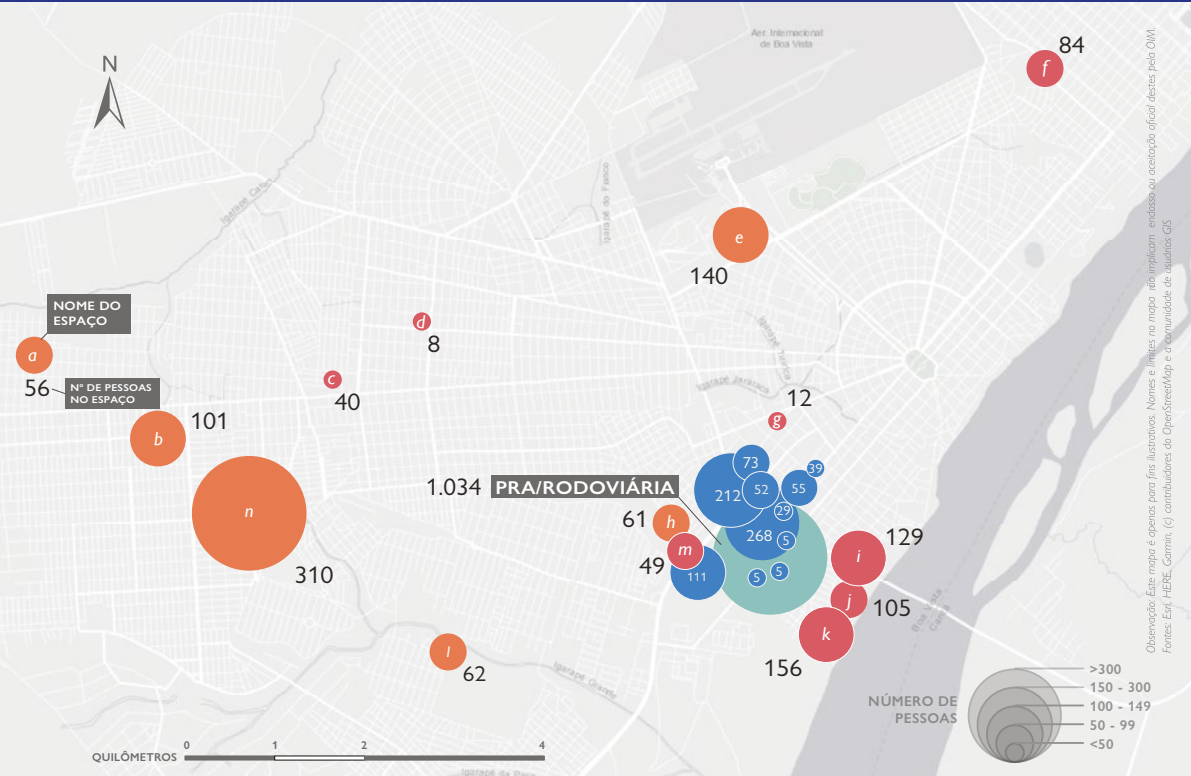 Aer. Internacional
de Boa Vista
84
f
N
Igarapé Caranã
Igarapé do Frasco
e
140
NOME DO
ESPAÇO
a
56
Nº DE PESSOAS
NO ESPAÇO
d
8
c
40
b
101
Igarapé Jararaca
12
g
n
310
1.034
PRA/RODOVIÁRIA
73
39
212
52
55
29
268
5
61
h
m
49
111
5
5
i
129
j
105
k
156
Boa Vista
l
62
Igarapé Grande
QUILÔMETROS
0
1
2
4
NÚMERO DE
PESSOAS
>300
150 - 300
100 - 149
50 - 99
<50
Observação: Este mapa é apenas para fins ilustrativos. Nomes e limites no mapa não implicam endosso ou aceitação oficial destes pela OIM.
Fontes: Esri, HERE, Garmin, (c) contribuidores do OpenStreetMap e a comunidade de usuários GIS